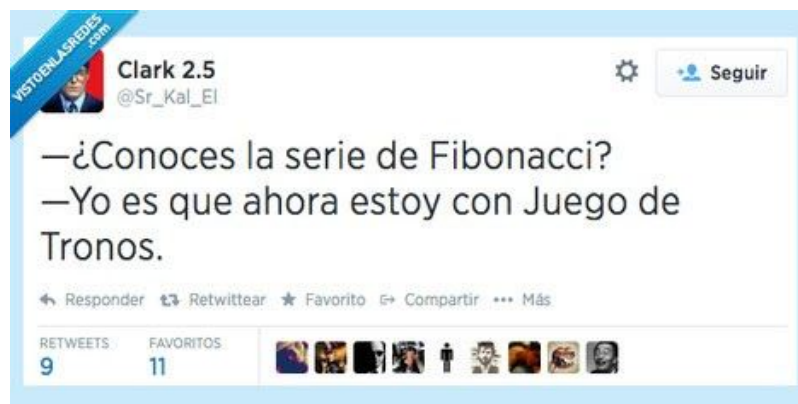 VISTOENLASREDES
.com
Clark 2.5
@Sr_Kal_El
Seguir
—¿Conoces la serie de Fibonacci?
—Yo es que ahora estoy con Juego de
Tronos.
Responder Retwittear Favorito Compartir Más
RETWEETS FAVORITOS
9 11